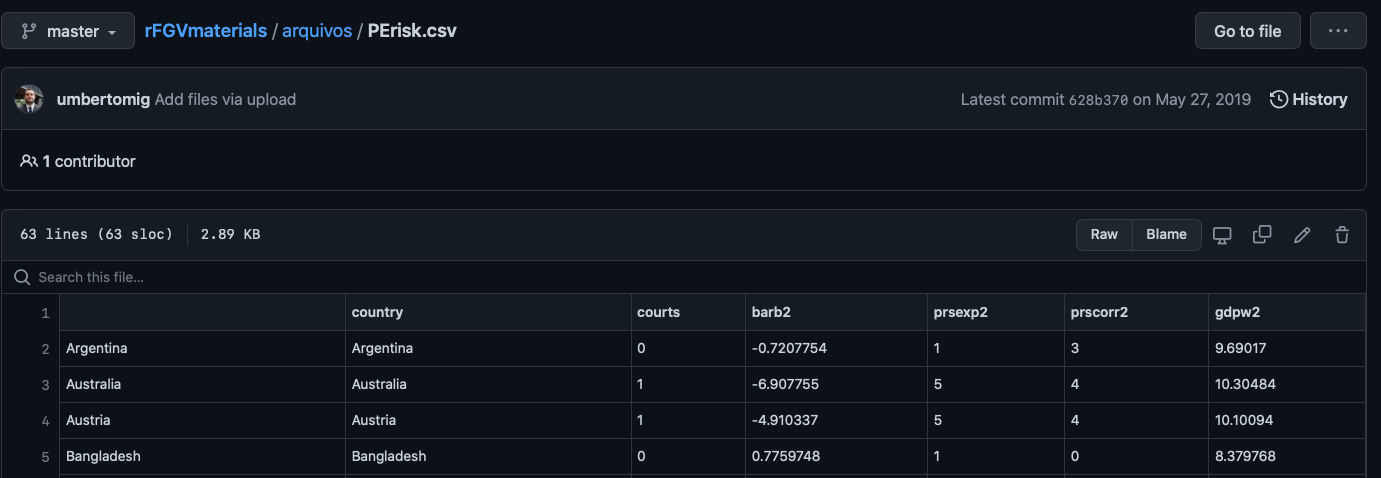 master rFGVmaterials / arquivos / PErisk.csv Go to file ...
umbertomig Add files via upload Latest commit 628b370 on May 27, 2019 History
1 contributor
63 lines (63 sloc) 2.89 KB Raw Blame
Search this file...
1 country courts barb2 prsexp2 prscorr2 gdpw2
2 Argentina Argentina 0 -0.7207754 1 3 9.69017
3 Australia Australia 1 -6.907755 5 4 10.30484
4 Austria Austria 1 -4.910337 5 4 10.10094
5 Bangladesh Bangladesh 0 0.7759748 1 0 8.379768